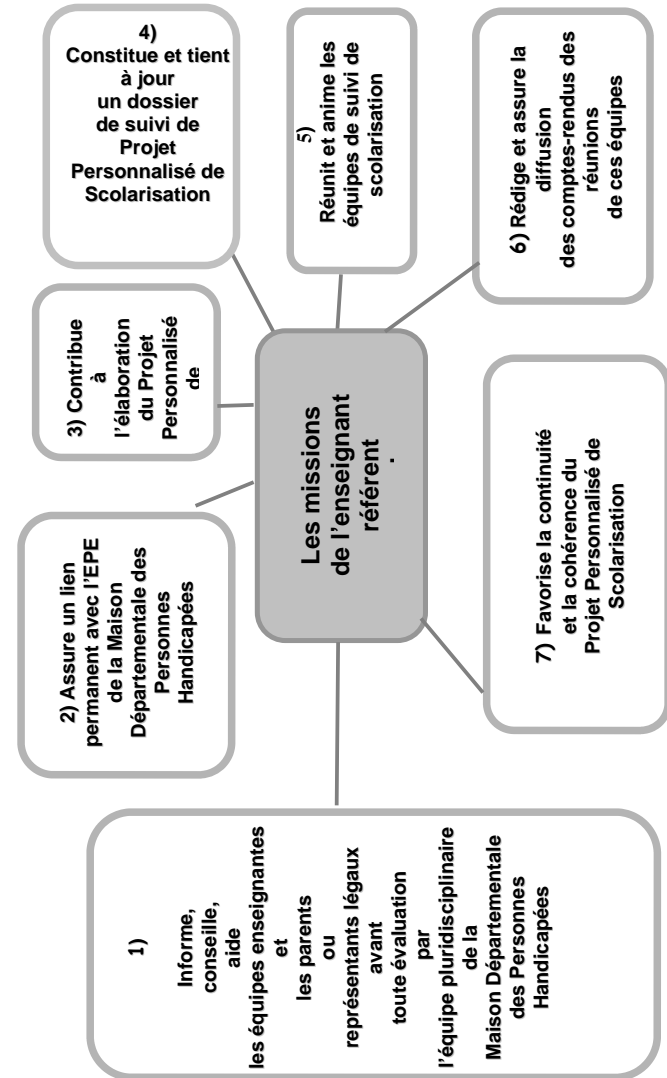 Les missions
de l'enseignant
référent
.
1)
Informe,
conseille,
aide
les équipes enseignantes
et
les parents
ou
représentants légaux
avant
toute évaluation
par
l'équipe pluridisciplinaire
de la
Maison Départementale
des Personnes
Handicapées
2) Assure un lien
permanent avec l'EPE
de la Maison
Départementale des
Personnes
Handicapées
3) Contribue
à
l'élaboration
du Projet
Personnalisé
de
4)
Constitue et tient
à jour
un dossier
de suivi de
Projet
Personnalisé de
Scolarisation
5)
Réunit et anime les
équipes de suivi de
scolarisation
6) Rédige et assure la
diffusion
des comptes-rendus des
réunions
de ces équipes
7) Favorise la continuité
et la cohérence du
Projet Personnalisé de
Scolarisation